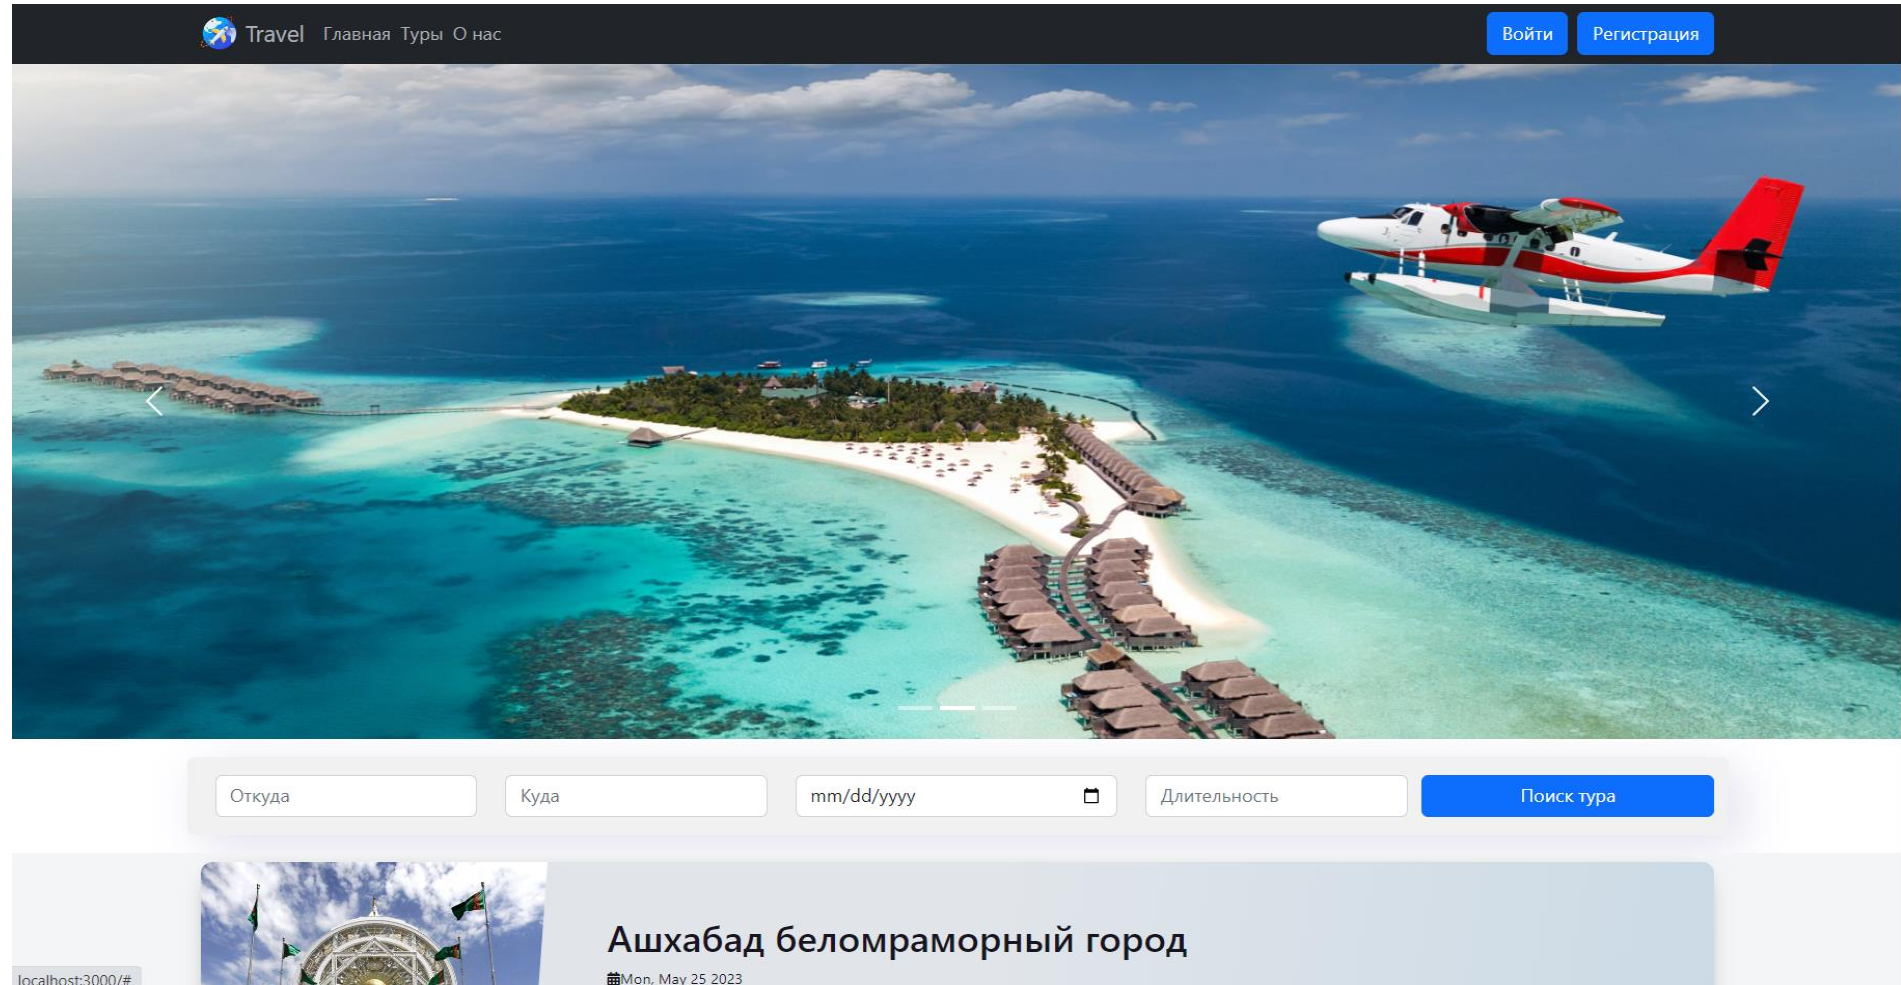 Travel Главная Туры О нас Войти Регистрация
Откуда Куда mm/dd/yyyy Длительность Поиск тура
Ашхабад беломраморный город
Mon, May 25 2023
localhost:3000/#